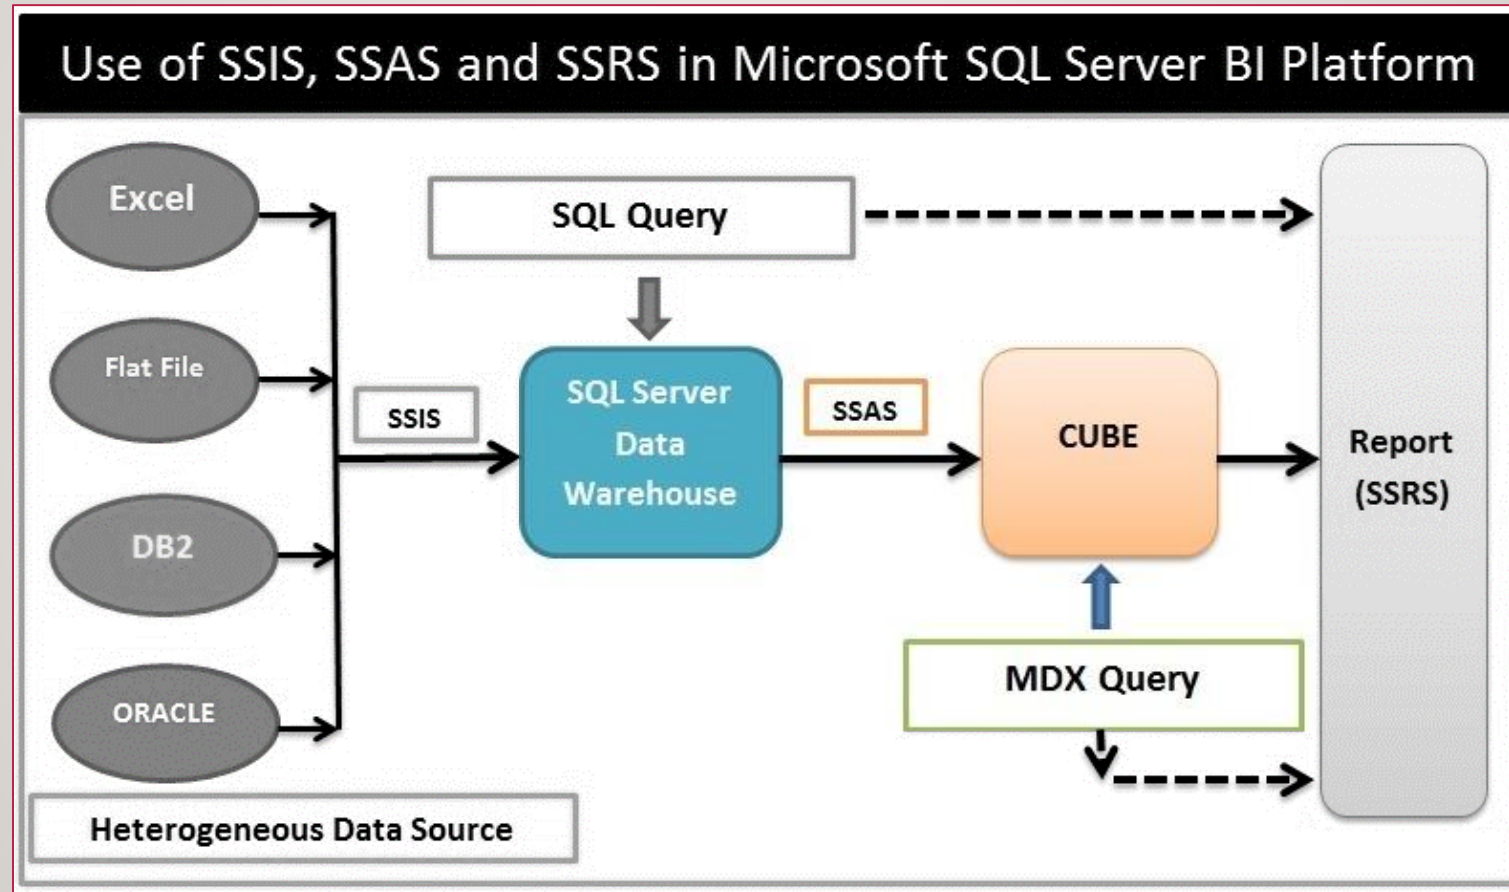 Use of SSIS, SSAS and SSRS in Microsoft SQL Server BI Platform
Excel
SQL Query
Flat File
SSIS
SQL Server
Data
Warehouse
SSAS
CUBE
Report
(SSRS)
DB2
MDX Query
ORACLE
Heterogeneous Data Source